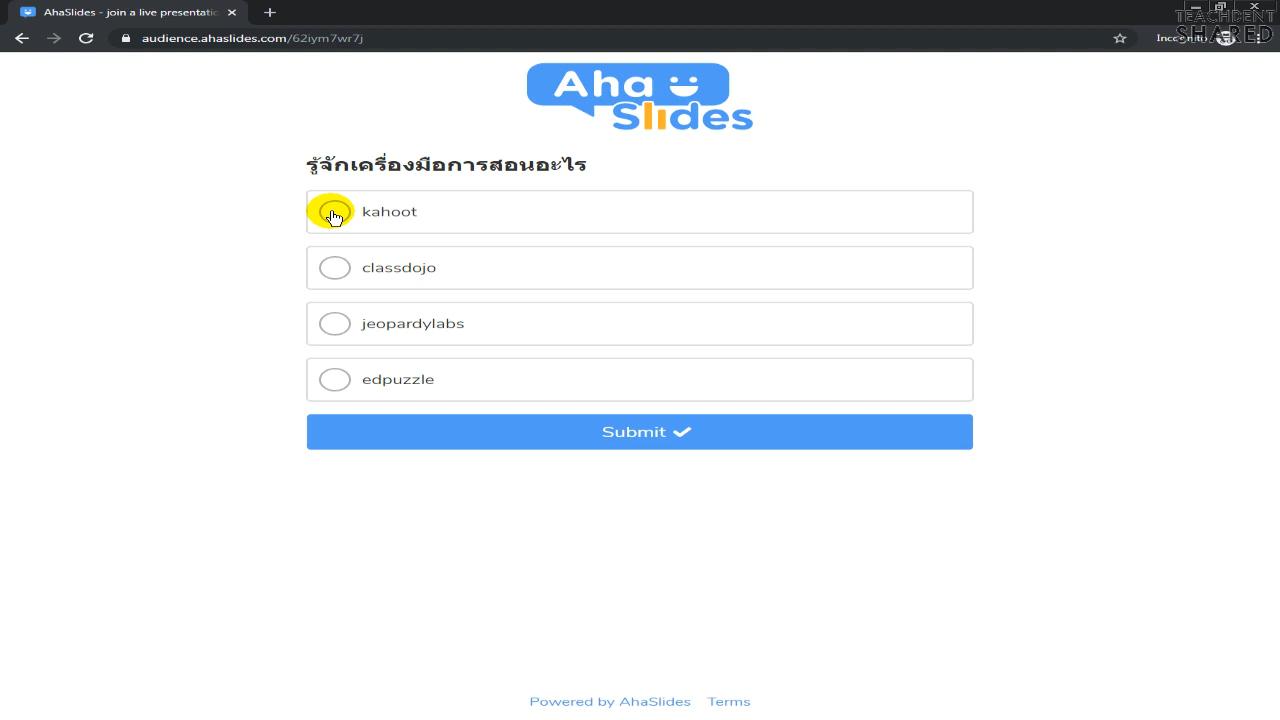 AhaSlides - join a live presentatio
TEACHDENT
SHARED
audience.ahaslides.com/62iym7wr7j
Aha
Slides
รู้จักเครื่องมือการสอนอะไร
kahoot
classdojo
jeopardylabs
edpuzzle
Submit
Powered by AhaSlides Terms